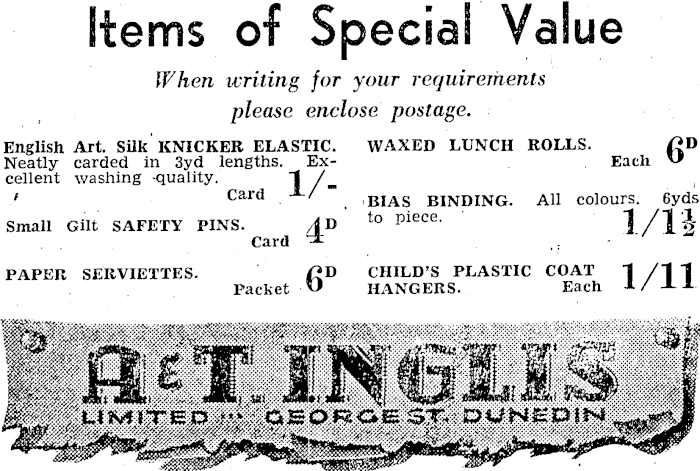 Items of Special Value
When writing for your requirements
please enclose postage.
English Art. Silk KNICKER ELASTIC.
Neatly carded in 3yd lengths. Ex-
cellent washing quality.
Card 1/-
Small Gilt SAFETY PINS.
Card 4D
PAPER SERVIETTES.
Packet 6D
WAXED LUNCH ROLLS.
Each 6D
BIAS BINDING. All colours. 6yds
to piece. 1/1½
CHILD'S PLASTIC COAT
HANGERS. Each 1/11
A & T. INGLIS
LIMITED ... GEORGE ST. DUNEDIN